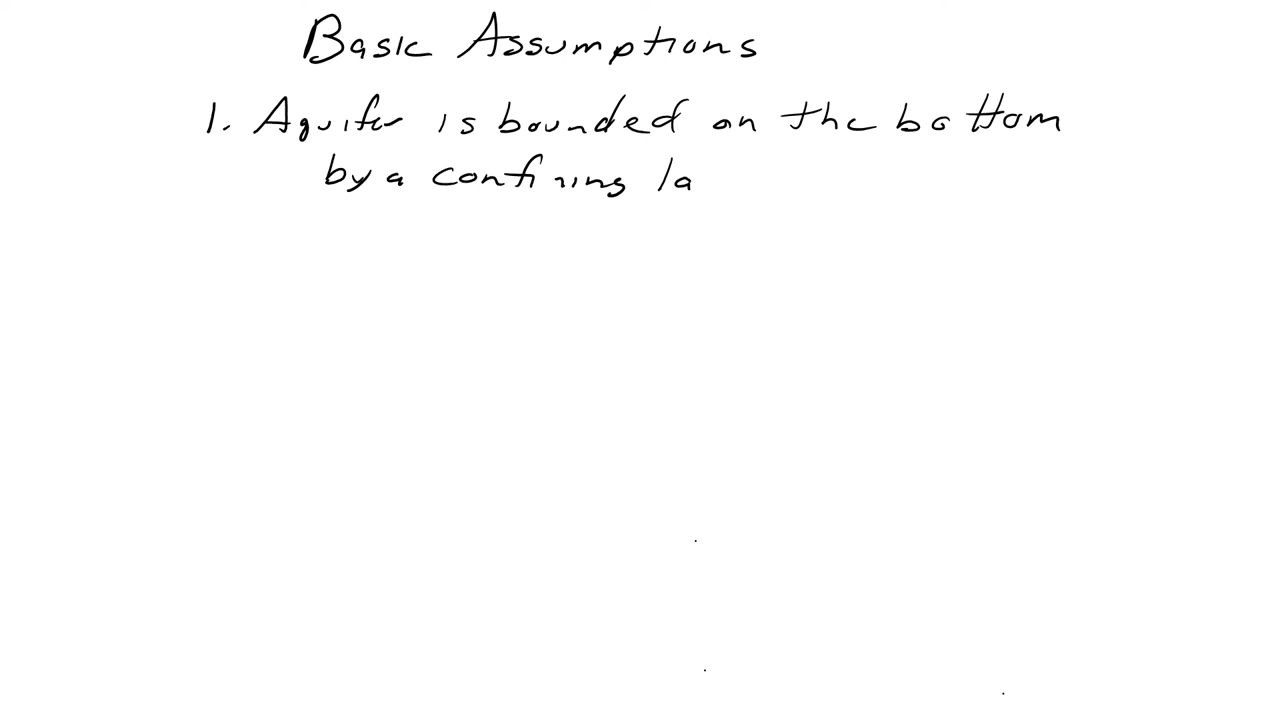 Basic Assumptions
1. Aquifer is bounded on the bottom
by a confining la